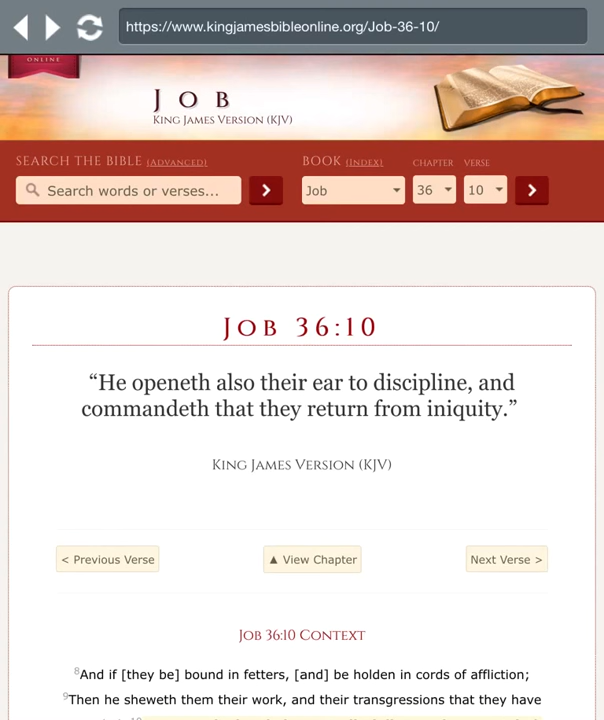 https://www.kingjamesbibleonline.org/Job-36-10/
ONLINE
Job
King James Version (KJV)
Search the Bible (Advanced) Book (Index) Chapter Verse
Search words or verses... Job 36 10
Job 36:10
“He openeth also their ear to discipline, and
commandeth that they return from iniquity.”
King James Version (KJV)
< Previous Verse ▲ View Chapter Next Verse >
Job 36:10 Context
8And if [they be] bound in fetters, [and] be holden in cords of affliction;
9Then he sheweth them their work, and their transgressions that they have